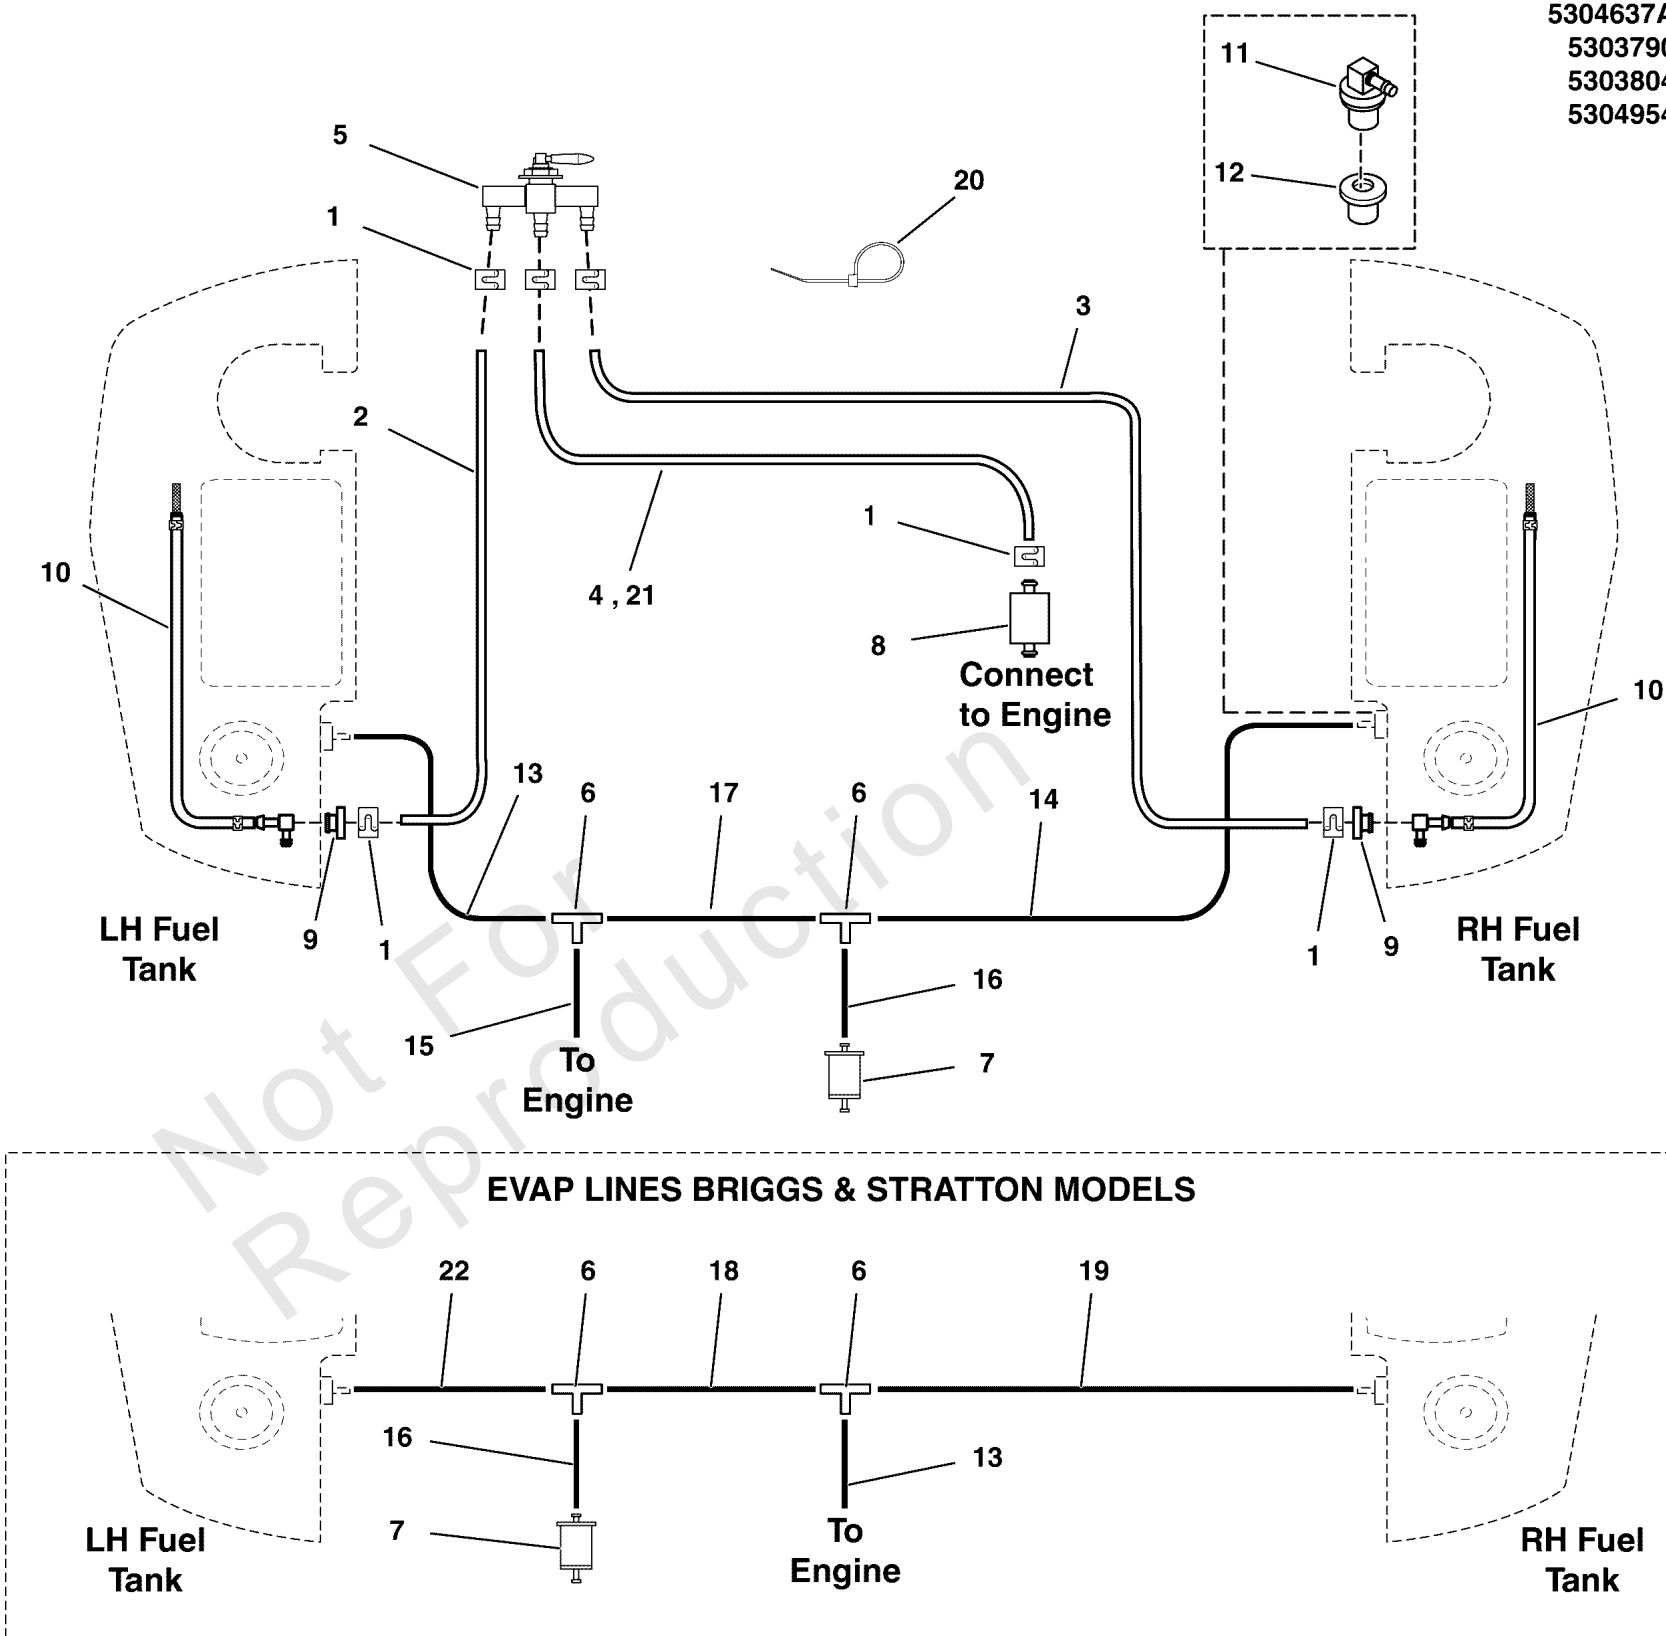 5304637A
5303790
5303804
5304954
11
12
5
1
20
3
2
1
10
4 , 21
8
Connect
to Engine
10
13
6
17
6
14
LH Fuel
Tank
9
1
1
9
RH Fuel
Tank
16
15
To
Engine
7
Not For
Reproduction
EVAP LINES BRIGGS & STRATTON MODELS
22
6
18
6
19
16
13
7
LH Fuel
Tank
To
Engine
RH Fuel
Tank